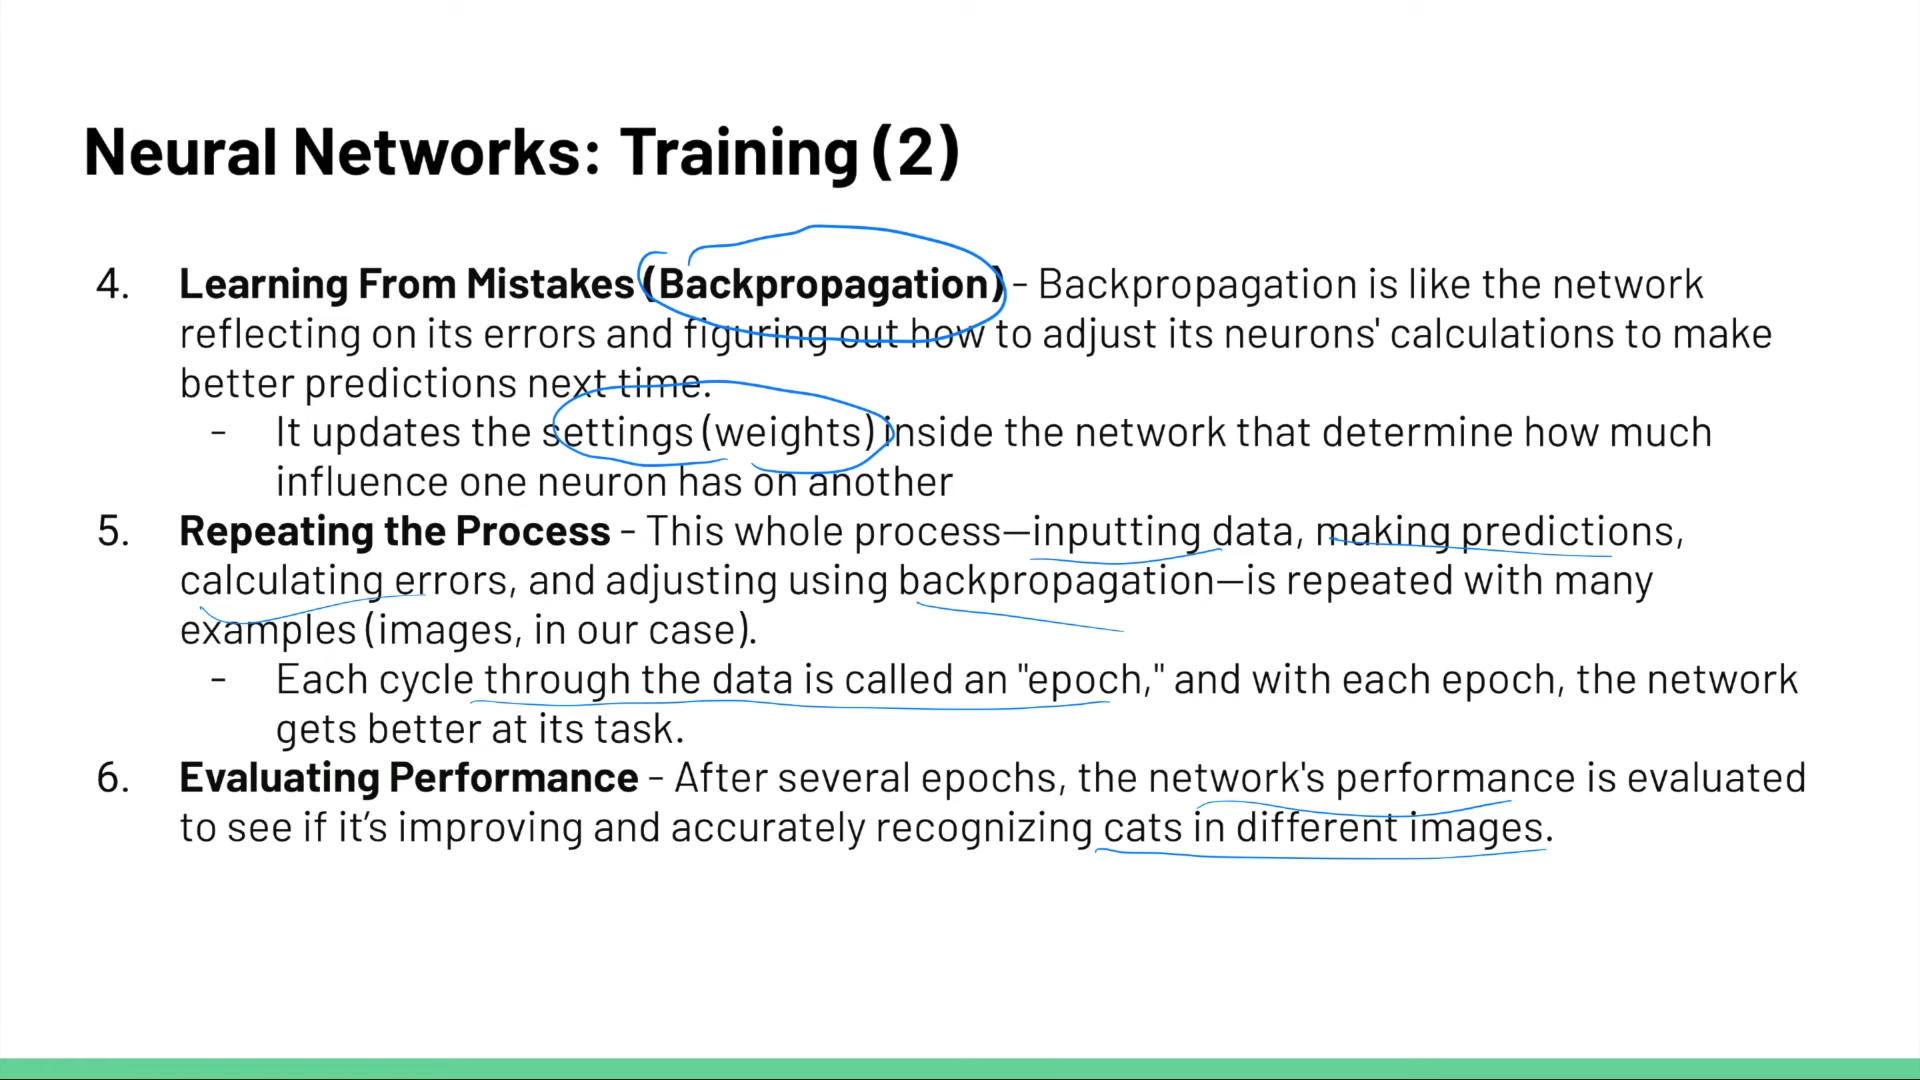 Neural Networks: Training (2)
4. Learning From Mistakes (Backpropagation) - Backpropagation is like the network
reflecting on its errors and figuring out how to adjust its neurons' calculations to make
better predictions next time.
- It updates the settings (weights) inside the network that determine how much
influence one neuron has on another
5. Repeating the Process - This whole process—inputting data, making predictions,
calculating errors, and adjusting using backpropagation—is repeated with many
examples (images, in our case).
- Each cycle through the data is called an "epoch," and with each epoch, the network
gets better at its task.
6. Evaluating Performance - After several epochs, the network's performance is evaluated
to see if it’s improving and accurately recognizing cats in different images.